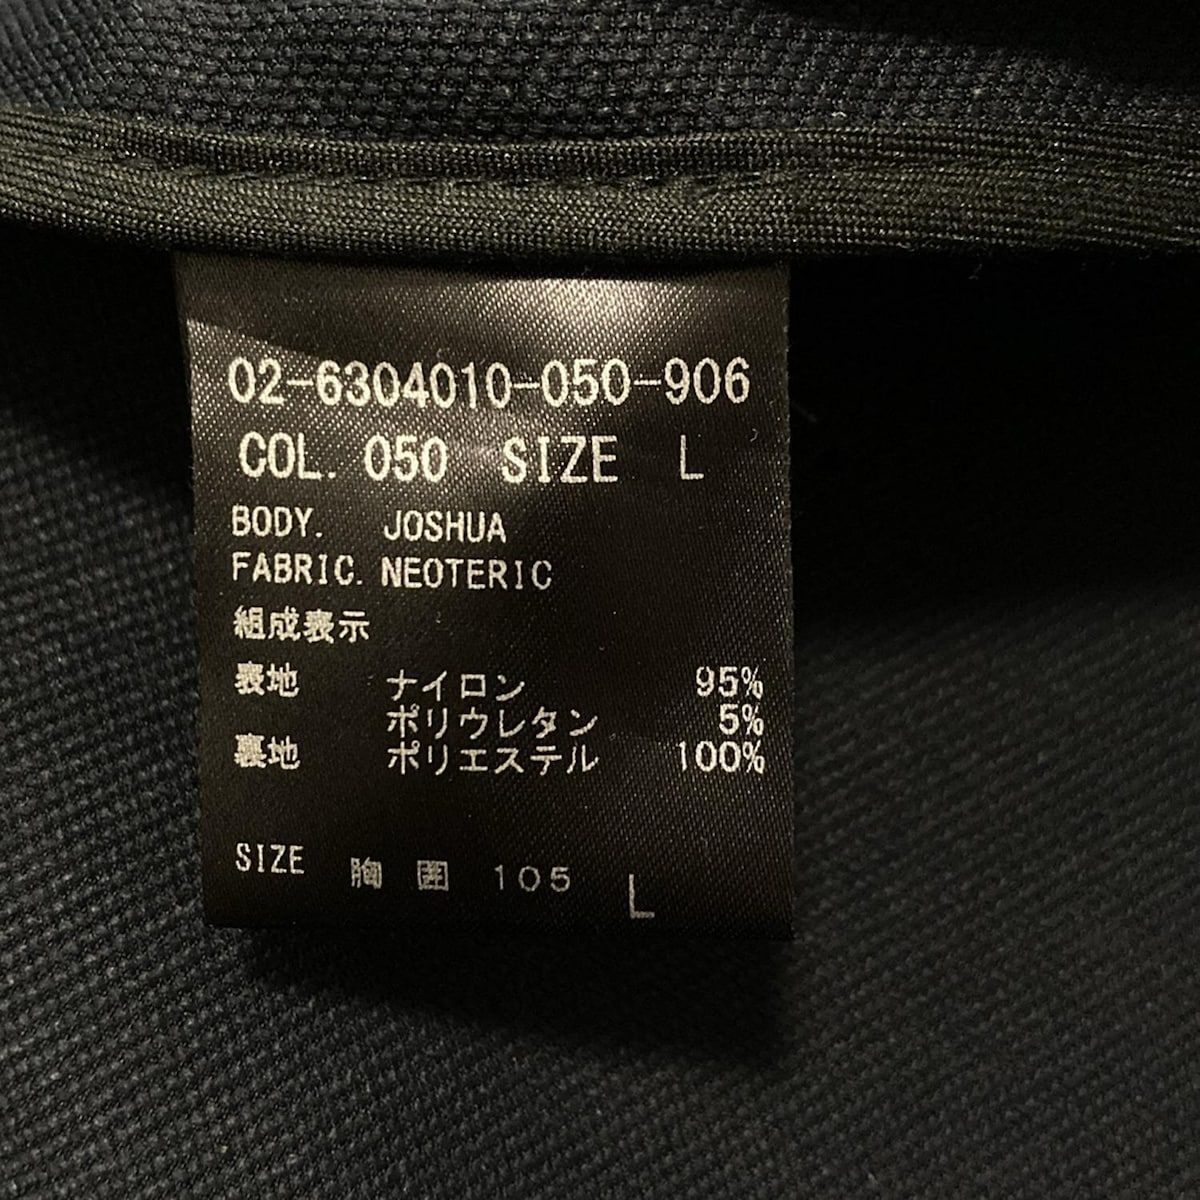 02-6304010-050-906
COL. 050 SIZE L
BODY. JOSHUA
FABRIC. NEOTERIC
組成表示
表地 ナイロン 95%
ポリウレタン 5%
裏地 ポリエステル 100%
SIZE 胸囲 105 L